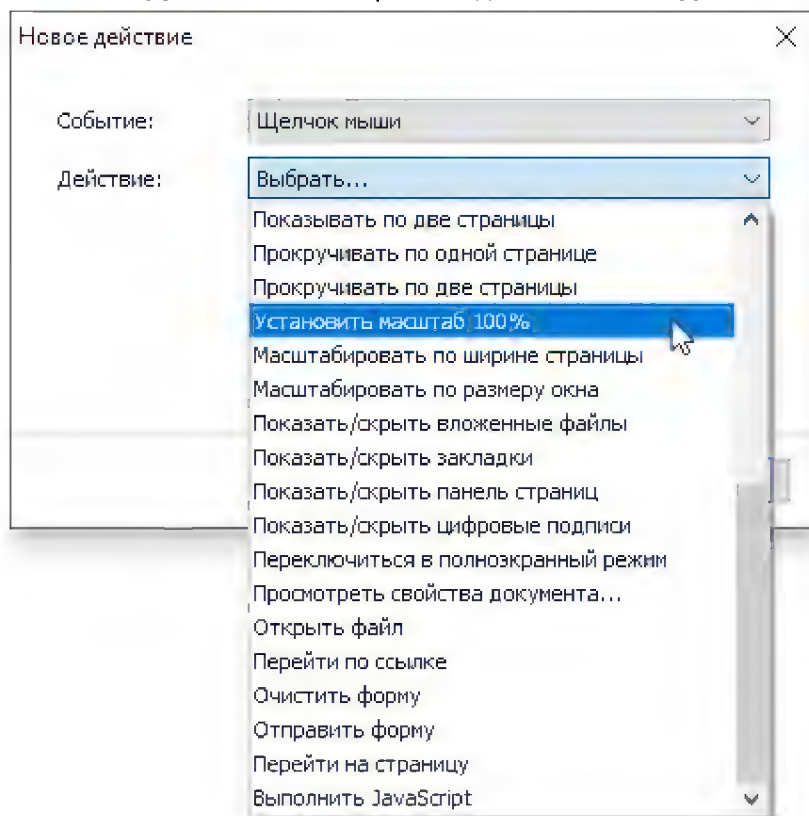 Новое действие
Событие:
Щелчок мыши
Действие:
Выбрать...
Показывать по две страницы
Прокручивать по одной странице
Прокручивать по две страницы
Установить масштаб 100%
Масштабировать по ширине страницы
Масштабировать по размеру окна
Показать/скрыть вложенные файлы
Показать/скрыть закладки
Показать/скрыть панель страниц
Показать/скрыть цифровые подписи
Переключиться в полноэкранный режим
Просмотреть свойства документа...
Открыть файл
Перейти по ссылке
Очистить форму
Отправить форму
Перейти на страницу
Выполнить JavaScript